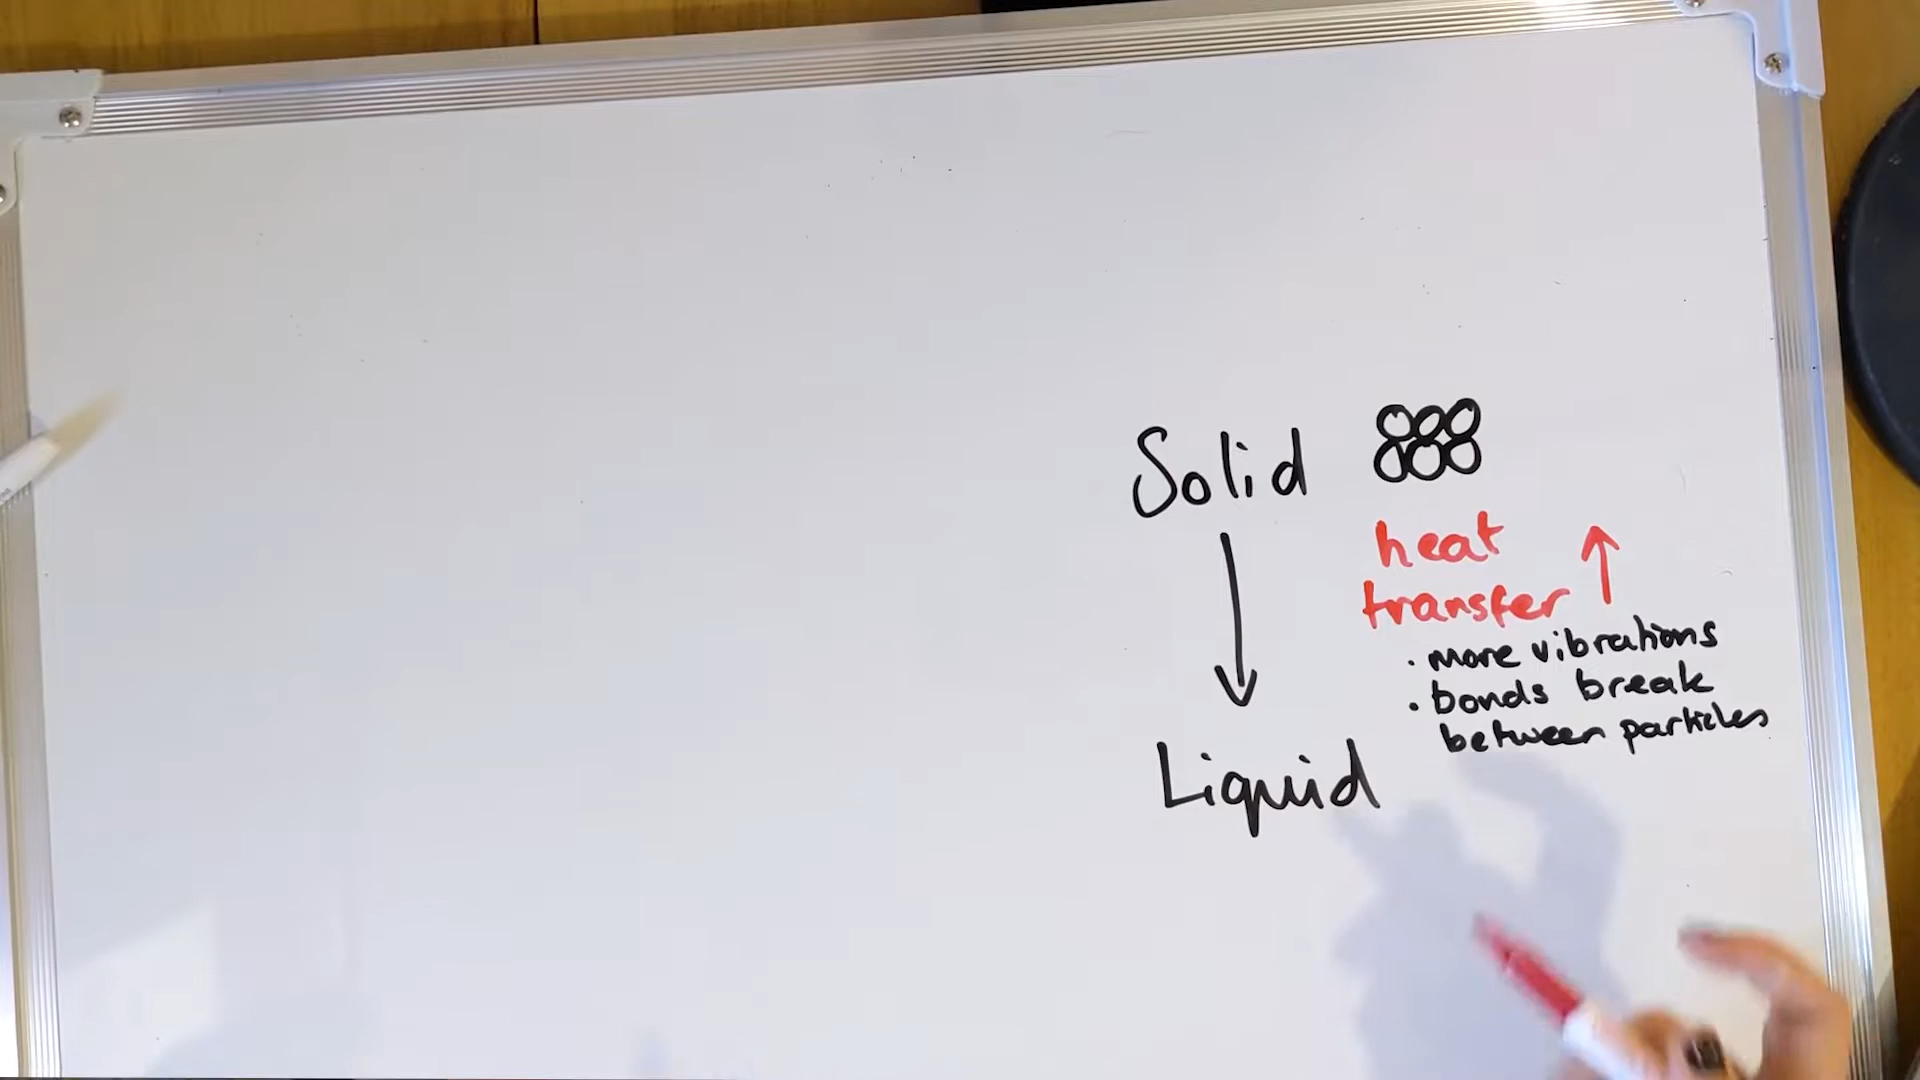 Solid
heat
transfer ↑
· more vibrations
· bonds break
between particles
Liquid